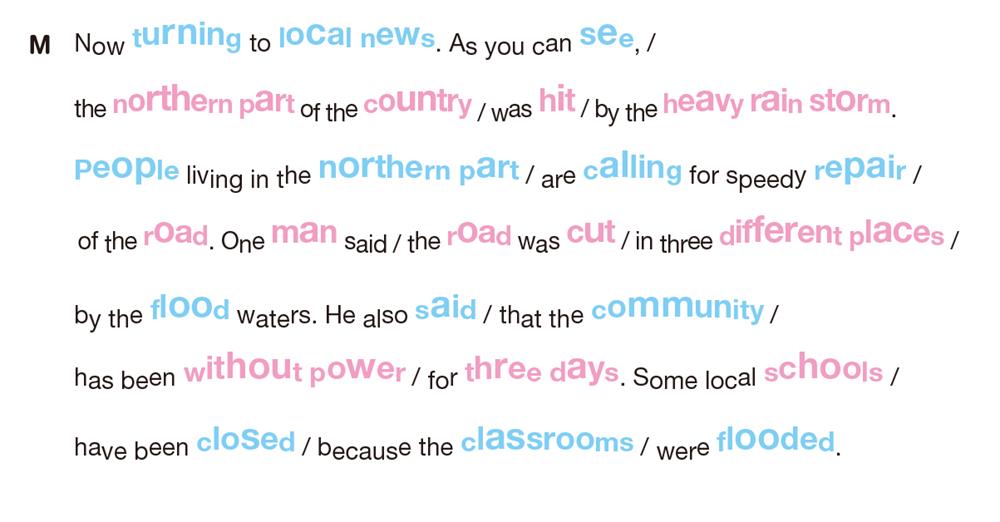 M Now turning to local news. As you can see, /
the northern part of the country / was hit / by the heavy rain storm.
People living in the northern part / are calling for speedy repair /
of the road. One man said / the road was cut / in three different places /
by the flood waters. He also said / that the community /
has been without power / for three days. Some local schools /
have been closed / because the classrooms / were flooded.